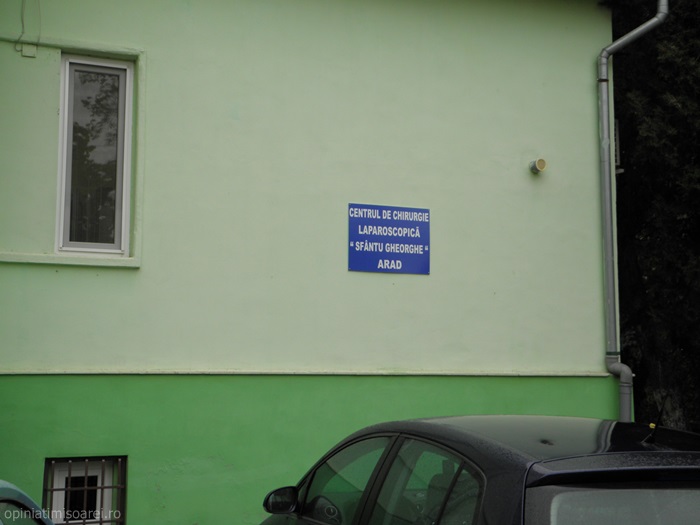 CENTRUL DE CHIRURGIE
LAPAROSCOPICĂ
" SFÂNTU GHEORGHE "
ARAD
opiniatimisoarei.ro